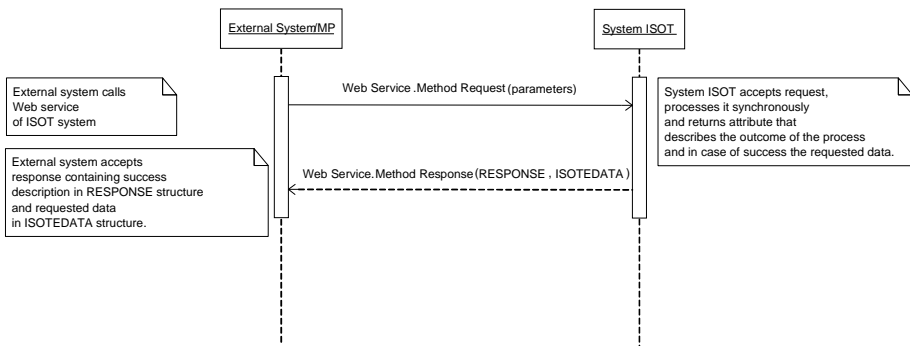 External System/MP
System ISOT
External system calls
Web service
of ISOT system
Web Service.Method Request(parameters)
System ISOT accepts request,
processes it synchronously
and returns attribute that
describes the outcome of the process
and in case of success the requested data.
External system accepts
response containing success
description in RESPONSE structure
and requested data
in ISOTEDATA structure.
Web Service.Method Response(RESPONSE , ISOTEDATA)